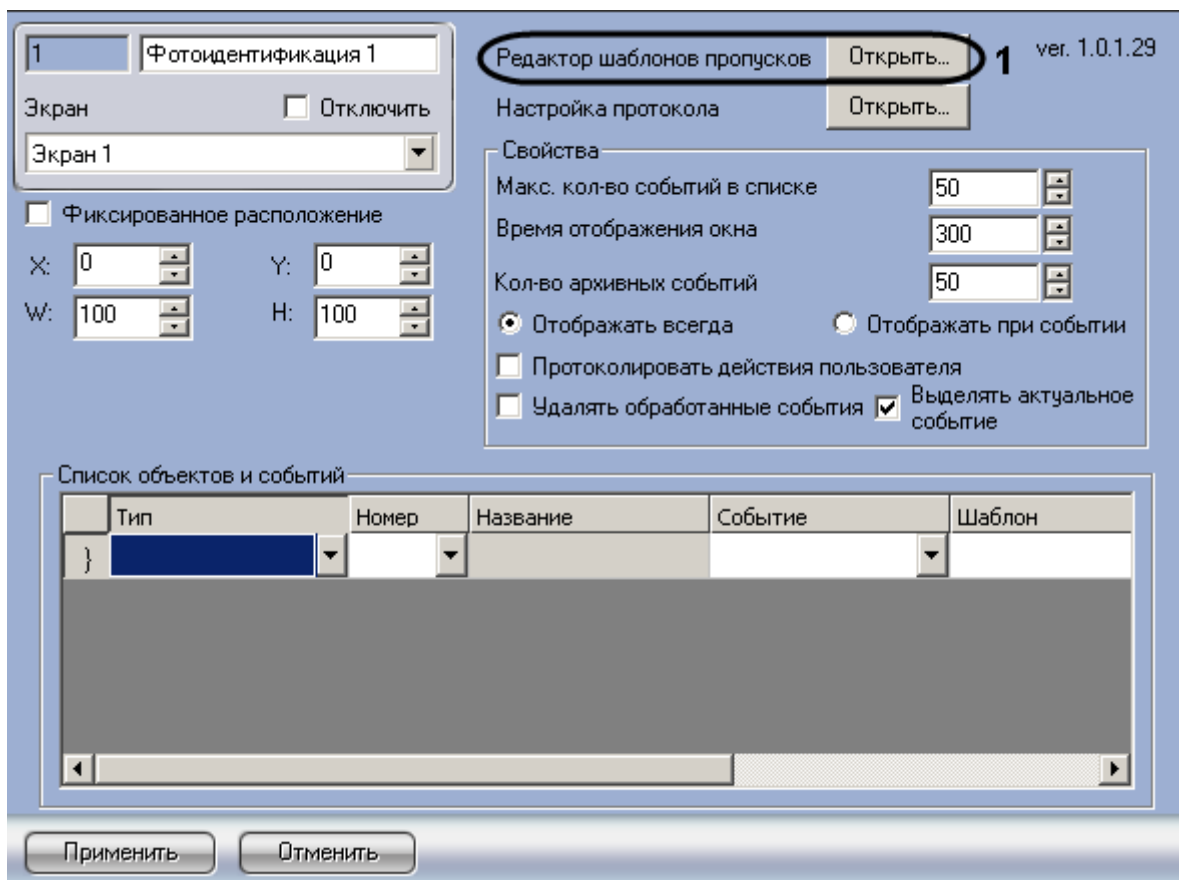 1
Фотоидентификация 1
Экран
Отключить
Экран 1
Фиксированное расположение
X: 0
Y: 0
W: 100
H: 100
Редактор шаблонов пропусков
Открыть...
1
ver. 1.0.1.29
Настройка протокола
Открыть...
Свойства
Макс. кол-во событий в списке
50
Время отображения окна
300
Кол-во архивных событий
50
Отображать всегда
Отображать при событии
Протоколировать действия пользователя
Удалять обработанные события
Выделять актуальное
событие
Список объектов и событий
Тип
Номер
Название
Событие
Шаблон
}
Применить
Отменить